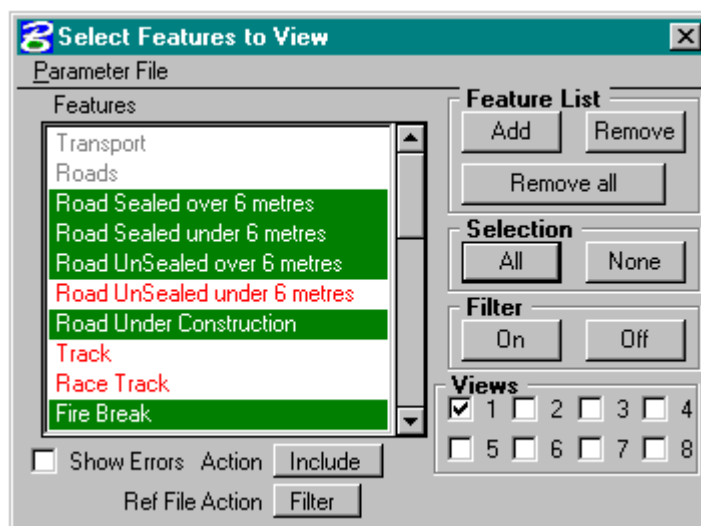 Select Features to View
Parameter File
Features
Transport
Roads
Road Sealed over 6 metres
Road Sealed under 6 metres
Road UnSealed over 6 metres
Road UnSealed under 6 metres
Road Under Construction
Track
Race Track
Fire Break
Show Errors Action Include
Ref File Action Filter
Feature List
Add Remove
Remove all
Selection
All None
Filter
On Off
Views
1 2 3 4
5 6 7 8